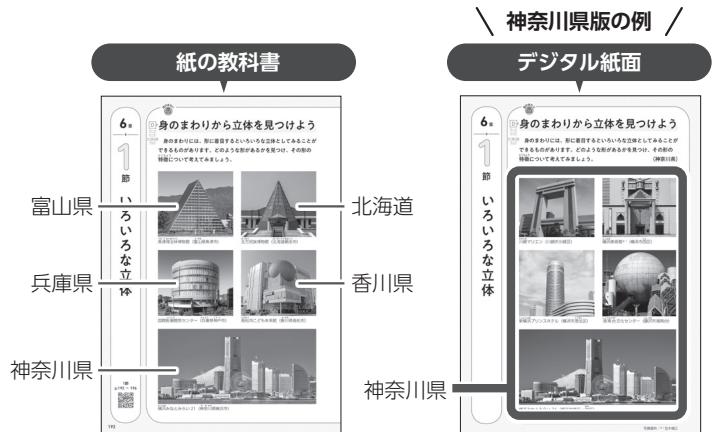 神奈川県版の例
紙の教科書
デジタル紙面
6章
1
節
いろいろな立体
身のまわりから立体を見つけよう
身のまわりには、形に着目するといろいろな立体としてみることが
できるものがあります。どのような形があるかを見つけ、その形の
特徴について考えてみましょう。
富山県
北海道
兵庫県
香川県
神奈川県
192
6章
1
節
いろいろな立体
身のまわりから立体を見つけよう
身のまわりには、形に着目するといろいろな立体としてみることが
できるものがあります。どのような形があるかを見つけ、その形の
特徴について考えてみましょう。
(神奈川県)
神奈川県